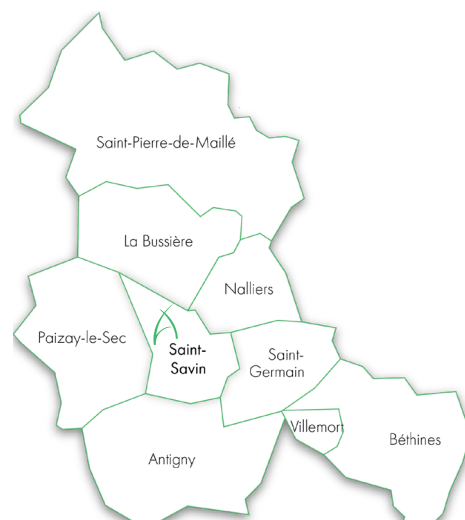 Saint-Pierre-de-Maillé
La Bussière
Nalliers
Paizay-le-Sec
Saint-
Savin
Saint-
Germain
Villemort
Béthines
Antigny